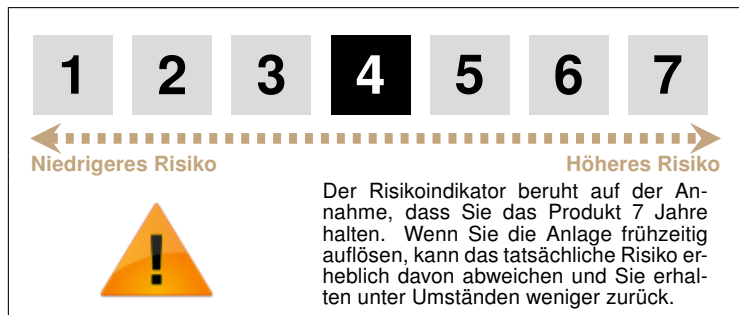 1 2 3 4 5 6 7
Niedrigeres Risiko Höheres Risiko
Der Risikoindikator beruht auf der An-
nahme, dass Sie das Produkt 7 Jahre
halten. Wenn Sie die Anlage frühzeitig
auflösen, kann das tatsächliche Risiko er-
heblich davon abweichen und Sie erhal-
ten unter Umständen weniger zurück.
!